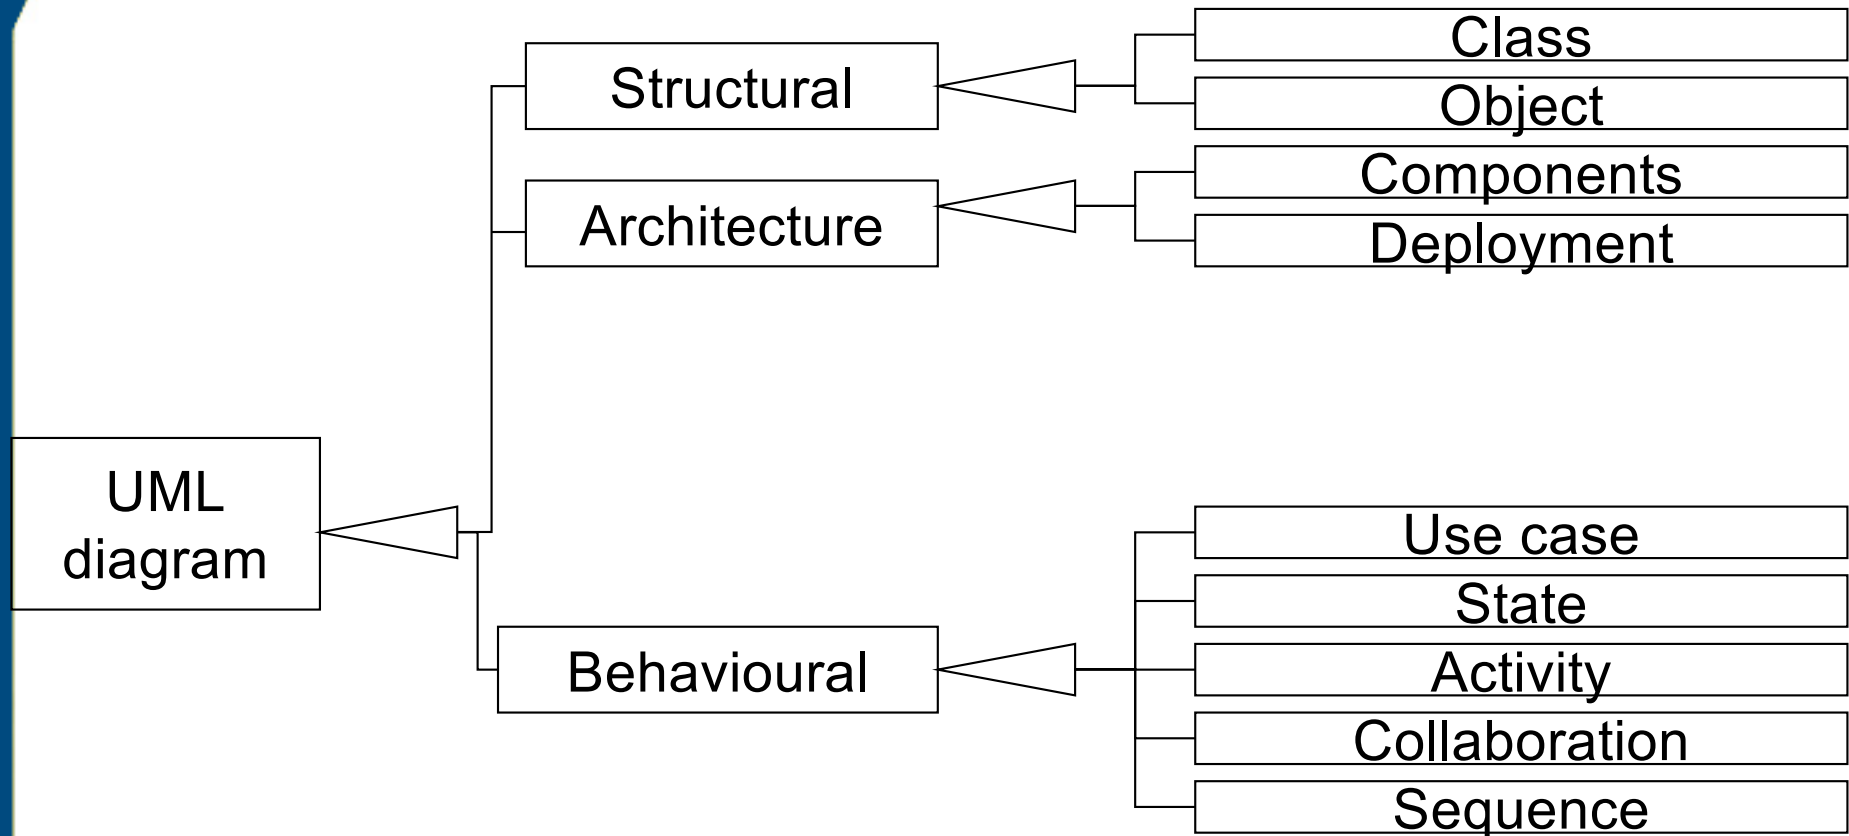 Class
Structural
Object
Components
Architecture
Deployment
UML
diagram
Use case
State
Behavioural
Activity
Collaboration
Sequence